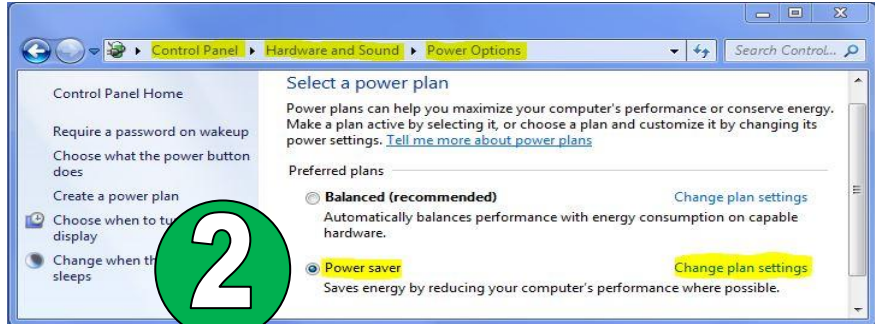 Control Panel ▸ Hardware and Sound ▸ Power Options
Search Control...
Control Panel Home
Require a password on wakeup
Choose what the power button
does
Create a power plan
Choose when to
display
Change when
sleeps
Select a power plan
Power plans can help you maximize your computer's performance or conserve energy.
Make a plan active by selecting it, or choose a plan and customize it by changing its
power settings. Tell me more about power plans
Preferred plans
Balanced (recommended) Change plan settings
Automatically balances performance with energy consumption on capable
hardware.
Power saver Change plan settings
Saves energy by reducing your computer's performance where possible.
2